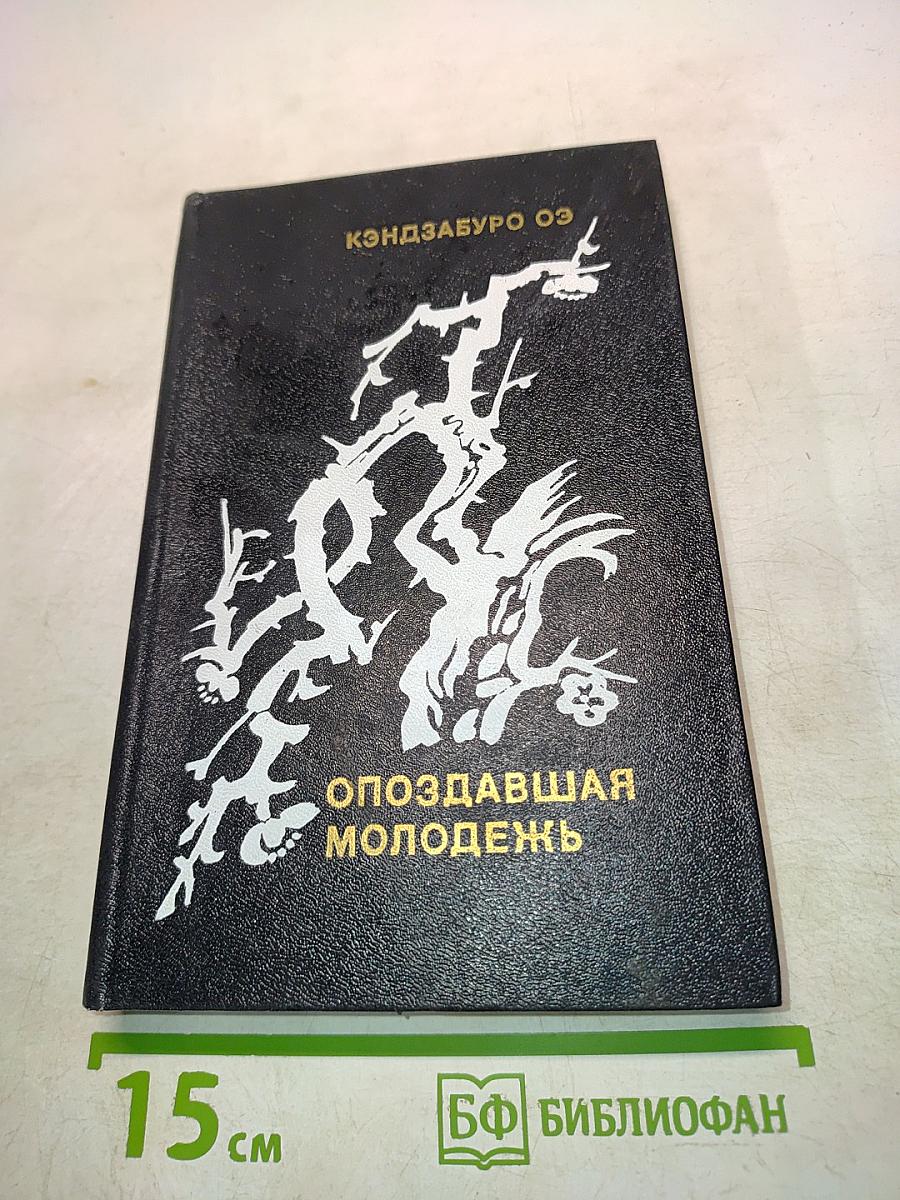 КЭНДЗАБУРО ОЭ
ОПОЗДАВШАЯ
МОЛОДЕЖЬ
15 см
БФ БИБЛИОФАН